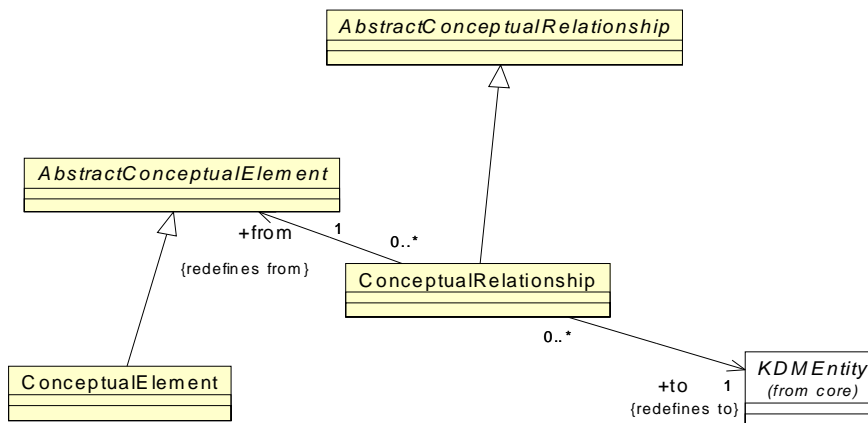 AbstractConceptualRelationship
AbstractConceptualElement
+from
1
0..*
{redefines from}
ConceptualRelationship
0..*
ConceptualElement
KDMEntity
(from core)
+to
1
{redefines to}